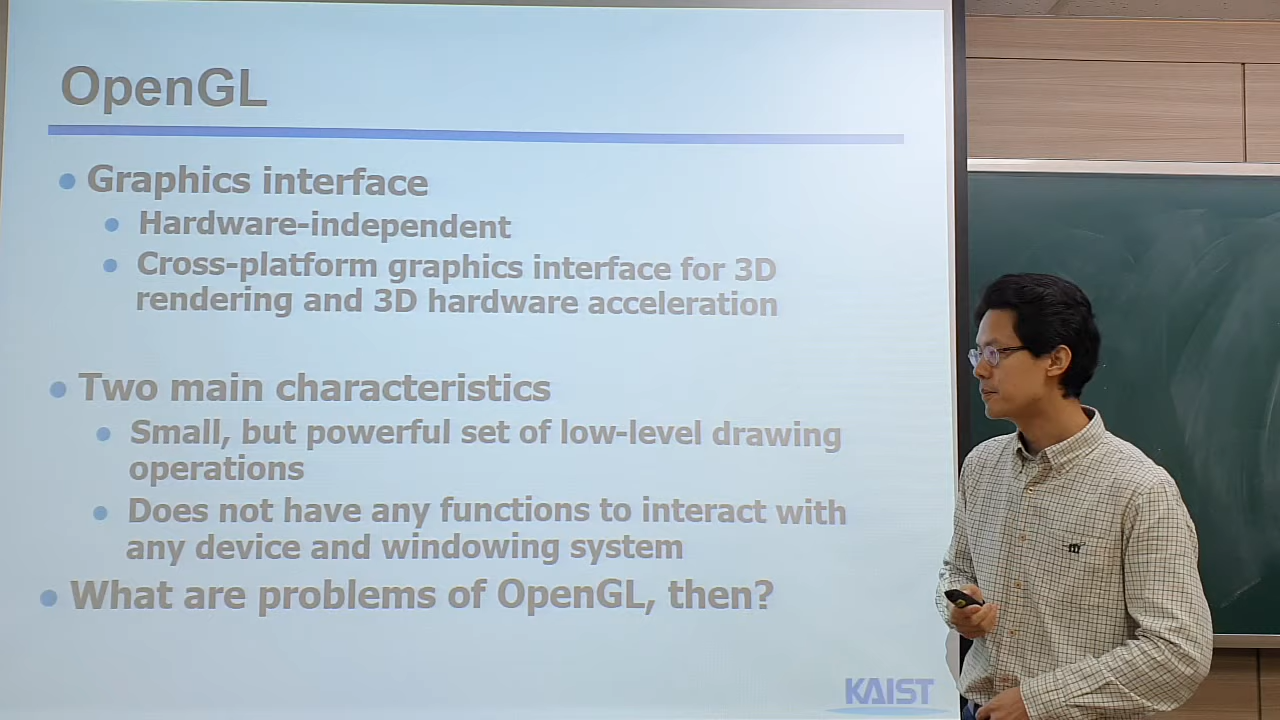 OpenGL
Graphics interface
Hardware-independent
Cross-platform graphics interface for 3D
rendering and 3D hardware acceleration
Two main characteristics
Small, but powerful set of low-level drawing
operations
Does not have any functions to interact with
any device and windowing system
What are problems of OpenGL, then?
KAIST